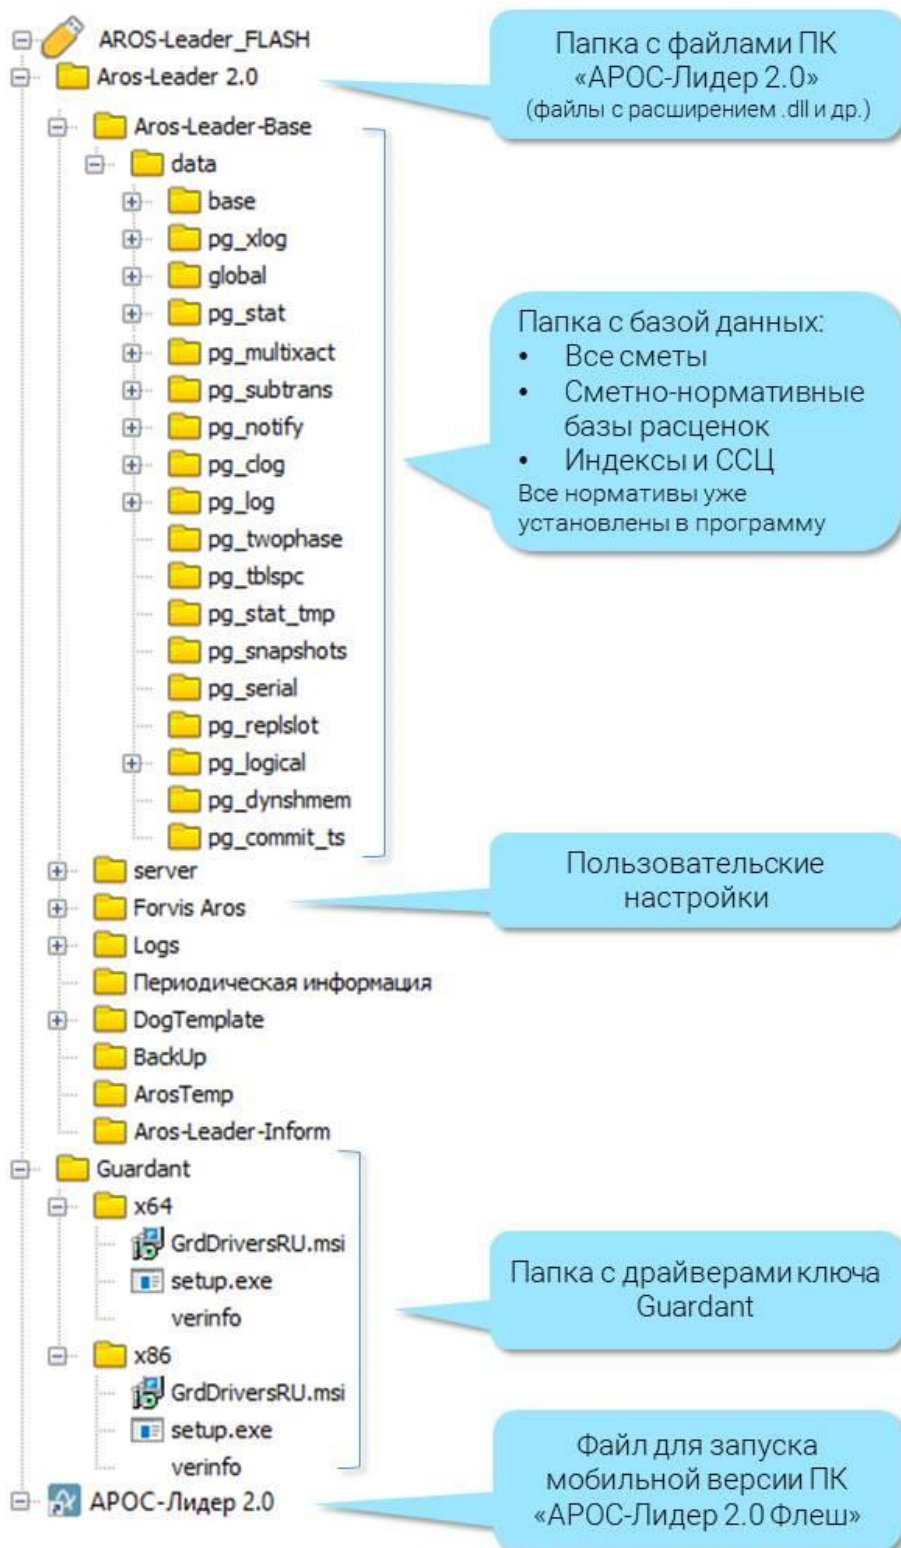 AROS-Leader_FLASH
Aros-Leader 2.0
Папка с файлами ПК
«АРОС-Лидер 2.0»
(файлы с расширением .dll и др.)
Aros-Leader-Base
data
base
pg_xlog
global
pg_stat
pg_multixact
pg_subtrans
pg_notify
pg_clog
pg_log
pg_twophase
pg_tblspc
pg_stat_tmp
pg_snapshots
pg_serial
pg_replslot
pg_logical
pg_dynshmem
pg_commit_ts
Папка с базой данных:
• Все сметы
• Сметно-нормативные
базы расценок
• Индексы и ССЦ
Все нормативы уже
установлены в программу
server
Forvis Aros
Logs
Периодическая информация
DogTemplate
BackUp
ArosTemp
Aros-Leader-Inform
Пользовательские
настройки
Guardant
x64
GrdDriversRU.msi
setup.exe
verinfo
x86
GrdDriversRU.msi
setup.exe
verinfo
Папка с драйверами ключа
Guardant
АРОС-Лидер 2.0
Файл для запуска
мобильной версии ПК
«АРОС-Лидер 2.0 Флеш»